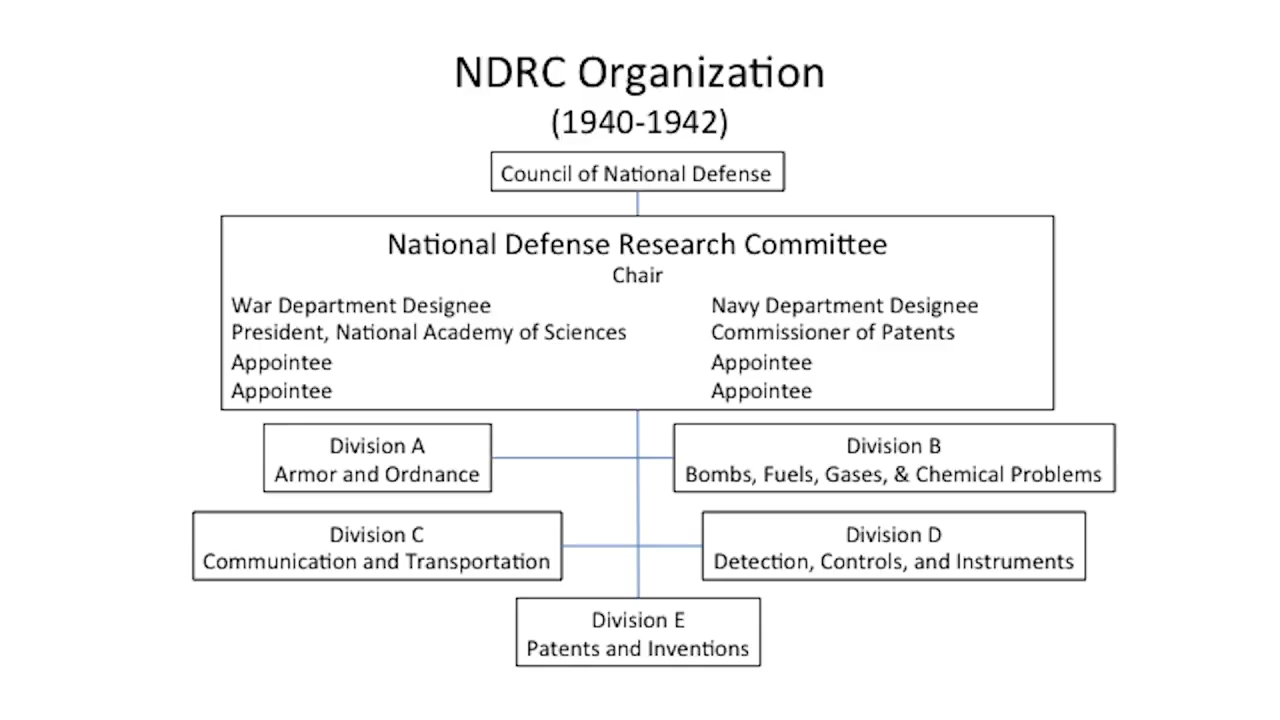 NDRC Organization
(1940-1942)
Council of National Defense
National Defense Research Committee
Chair
War Department Designee
Navy Department Designee
President, National Academy of Sciences
Commissioner of Patents
Appointee
Appointee
Appointee
Appointee
Division A
Armor and Ordnance
Division B
Bombs, Fuels, Gases, & Chemical Problems
Division C
Communication and Transportation
Division D
Detection, Controls, and Instruments
Division E
Patents and Inventions